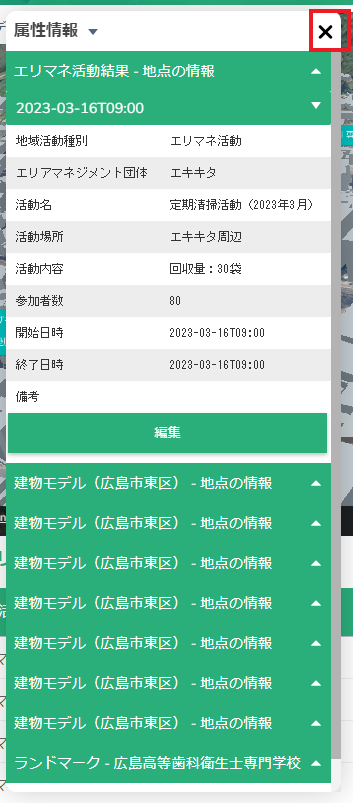 属性情報
エリマネ活動結果 - 地点の情報
2023-03-16T09:00
地域活動種別 エリマネ活動
エリアマネジメント団体 エキキタ
活動名 定期清掃活動（2023年3月）
活動場所 エキキタ周辺
活動内容 回収量：30袋
参加者数 80
開始日時 2023-03-16T09:00
終了日時 2023-03-16T09:00
備考
編集
建物モデル（広島市東区） - 地点の情報
建物モデル（広島市東区） - 地点の情報
建物モデル（広島市東区） - 地点の情報
建物モデル（広島市東区） - 地点の情報
建物モデル（広島市東区） - 地点の情報
建物モデル（広島市東区） - 地点の情報
建物モデル（広島市東区） - 地点の情報
ランドマーク - 広島高等歯科衛生士専門学校